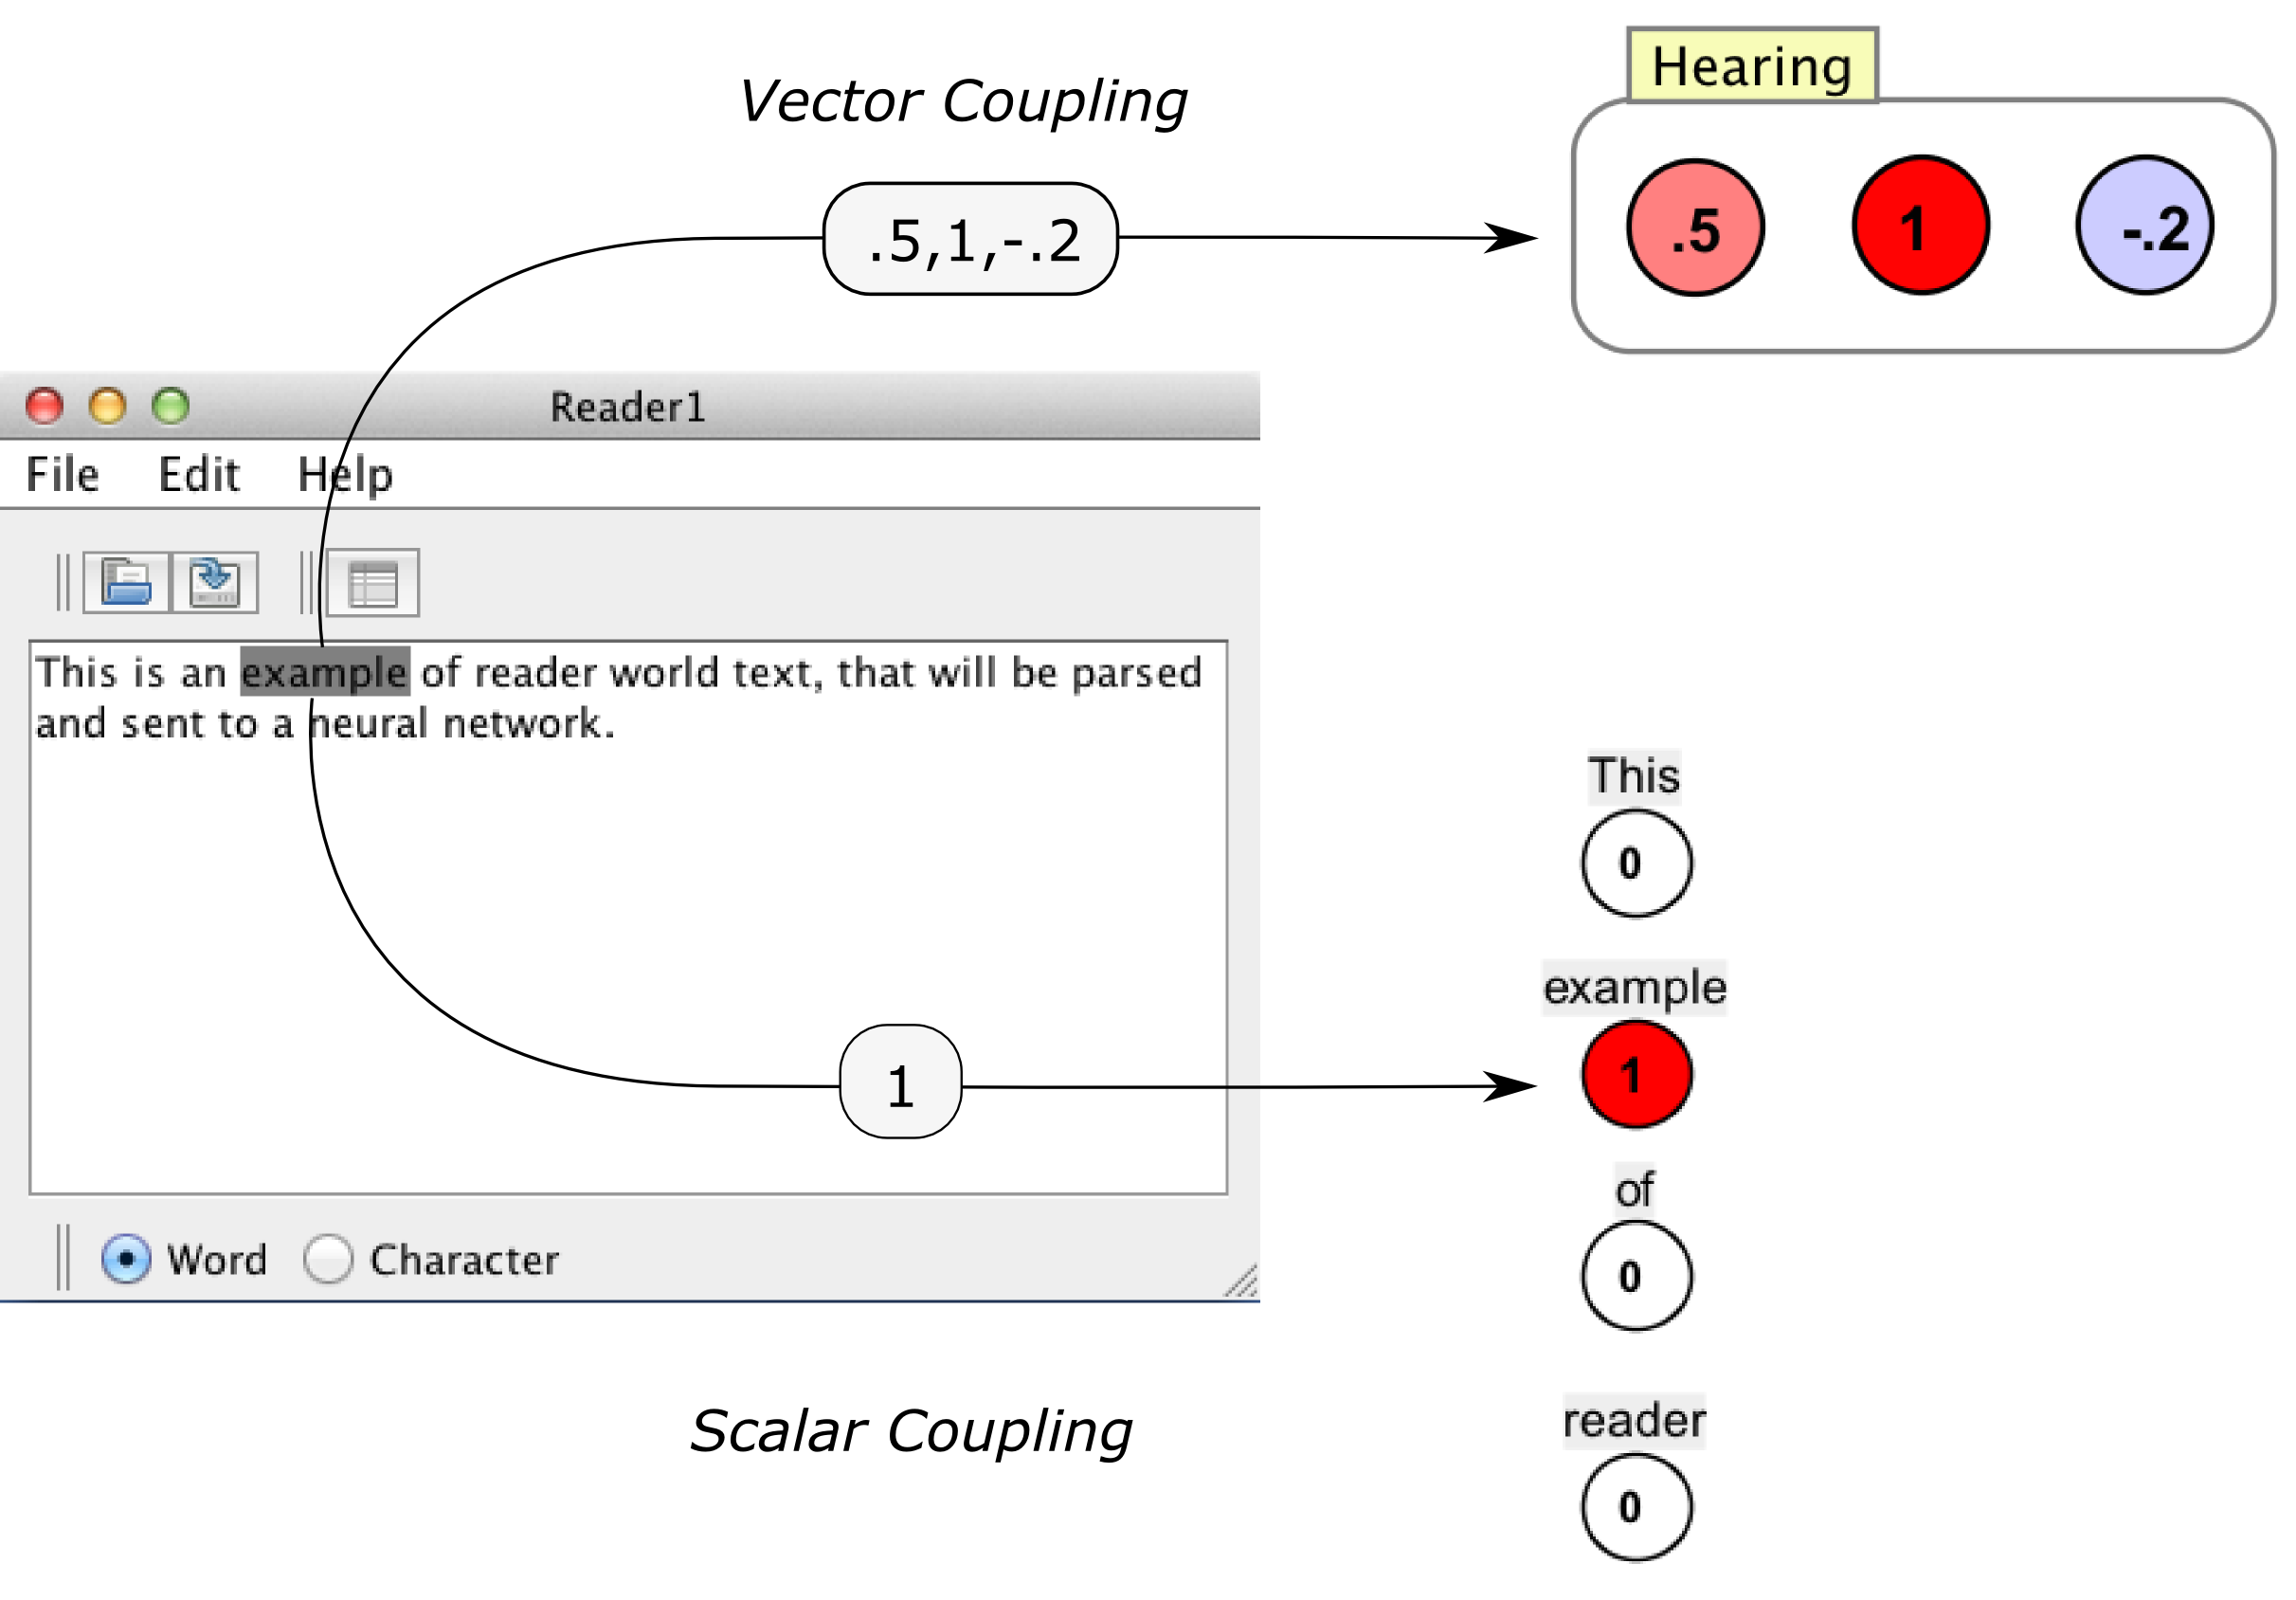 Vector Coupling
Hearing
.5,1,-.2
.5
1
-.2
Reader1
File Edit Help
This is an example of reader world text, that will be parsed
and sent to a neural network.
This
0
example
1
1
of
0
reader
0
Word Character
Scalar Coupling